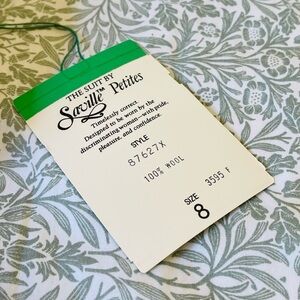 THE SUIT BY
Saville™ Petites
Timelessly correct.
Designed to be worn by the
discriminating woman—with pride,
pleasure, and confidence.
STYLE
87627X
100% WOOL
3595 F
SIZE
8